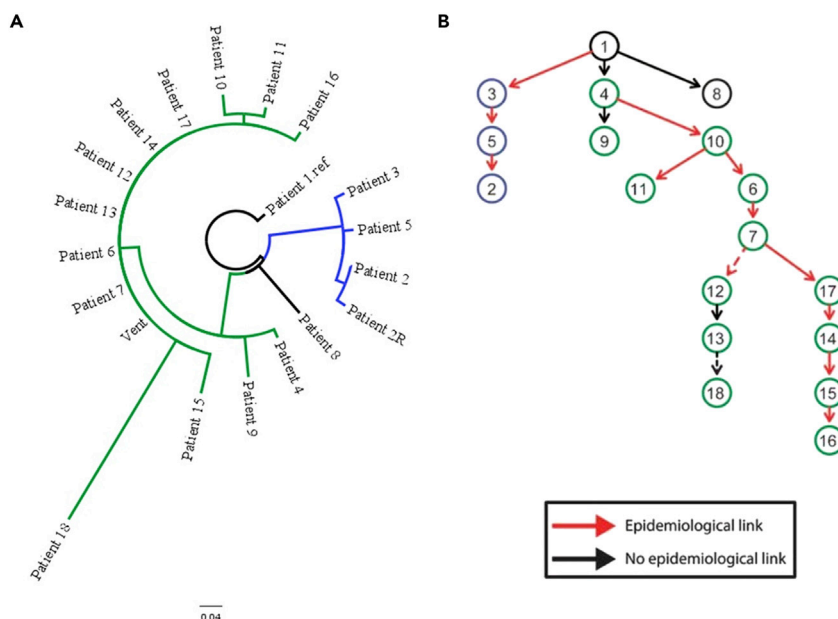 A
Patient 10
Patient 11
Patient 16
Patient 17
Patient 14
Patient 12
Patient 13
Patient 6
Patient 7
Vent
Patient 1.ref
Patient 3
Patient 5
Patient 2
Patient 2R
Patient 8
Patient 4
Patient 9
Patient 15
Patient 18
0.04
B
1
3
4
8
5
9
10
2
11
6
7
12
17
13
14
18
15
16
Epidemiological link
No epidemiological link